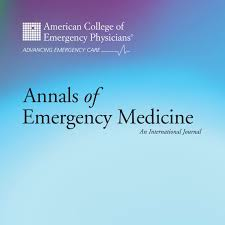 American College of
Emergency Physicians®
ADVANCING EMERGENCY CARE
Annals of
Emergency Medicine
An International Journal